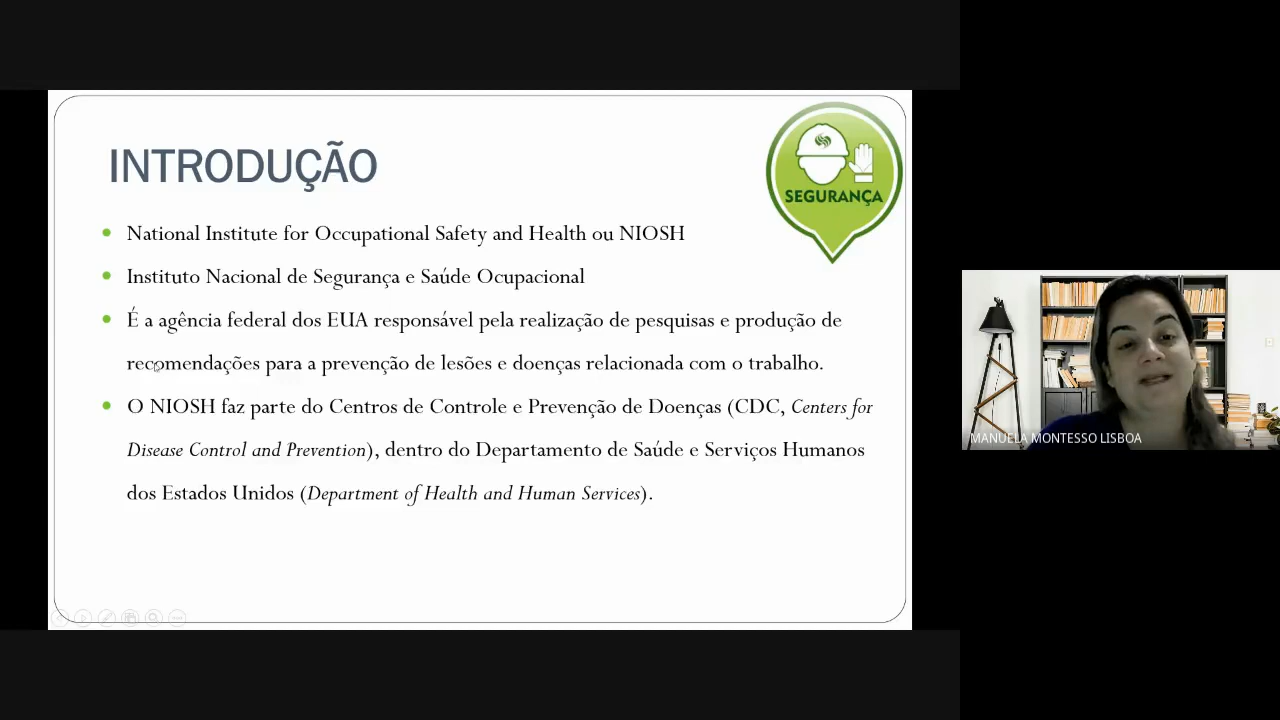 INTRODUÇÃO
SEGURANÇA
National Institute for Occupational Safety and Health ou NIOSH
Instituto Nacional de Segurança e Saúde Ocupacional
É a agência federal dos EUA responsável pela realização de pesquisas e produção de
recomendações para a prevenção de lesões e doenças relacionada com o trabalho.
O NIOSH faz parte do Centros de Controle e Prevenção de Doenças (CDC, Centers for
Disease Control and Prevention), dentro do Departamento de Saúde e Serviços Humanos
dos Estados Unidos (Department of Health and Human Services).
MANUELA MONTESSO LISBOA